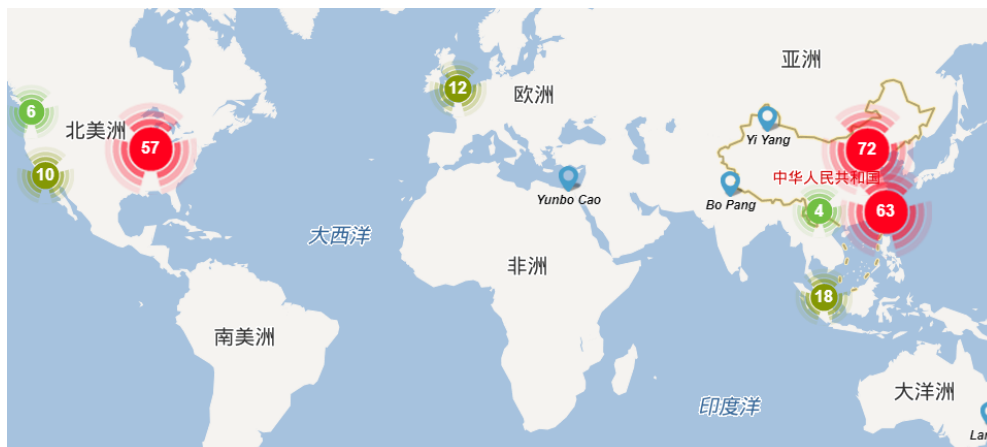 亚洲
12
欧洲
6
北美洲
57
Yi Yang
72
10
中华人民共和国
Yunbo Cao
Bo Pang
4
63
大西洋
非洲
18
南美洲
大洋洲
印度洋
Lar